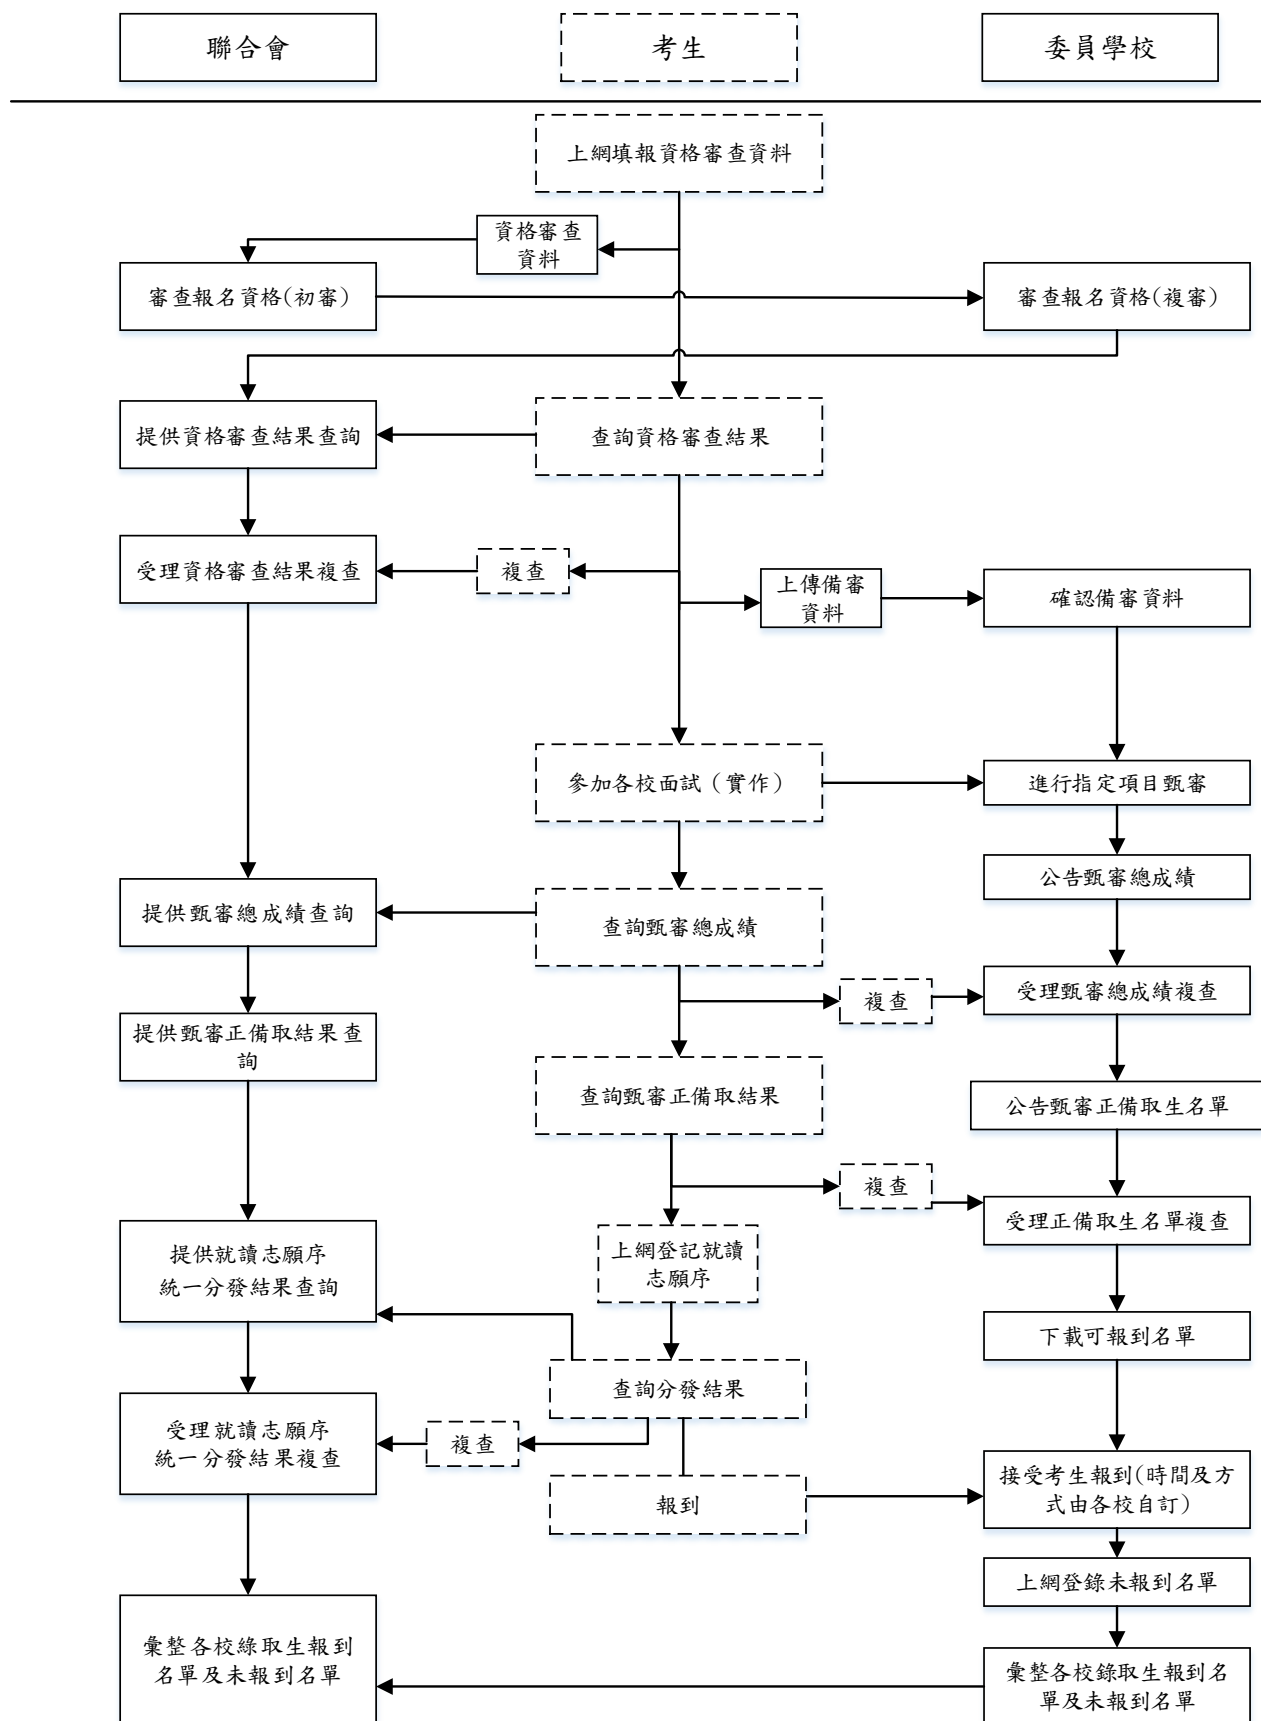 聯合會
考生
委員學校
上網填報資格審查資料
資格審查
資料
審查報名資格(初審)
審查報名資格(複審)
提供資格審查結果查詢
查詢資格審查結果
受理資格審查結果複查
複查
上傳備審
資料
確認備審資料
參加各校面試（實作）
進行指定項目甄審
公告甄審總成績
提供甄審總成績查詢
查詢甄審總成績
複查
受理甄審總成績複查
提供甄審正備取結果查
詢
查詢甄審正備取結果
公告甄審正備取生名單
複查
受理正備取生名單複查
提供就讀志願序
統一分發結果查詢
上網登記就讀
志願序
下載可報到名單
查詢分發結果
受理就讀志願序
統一分發結果複查
複查
接受考生報到(時間及方
式由各校自訂)
報到
上網登錄未報到名單
彙整各校綠取生報到
名單及未報到名單
彙整各校錄取生報到名
單及未報到名單